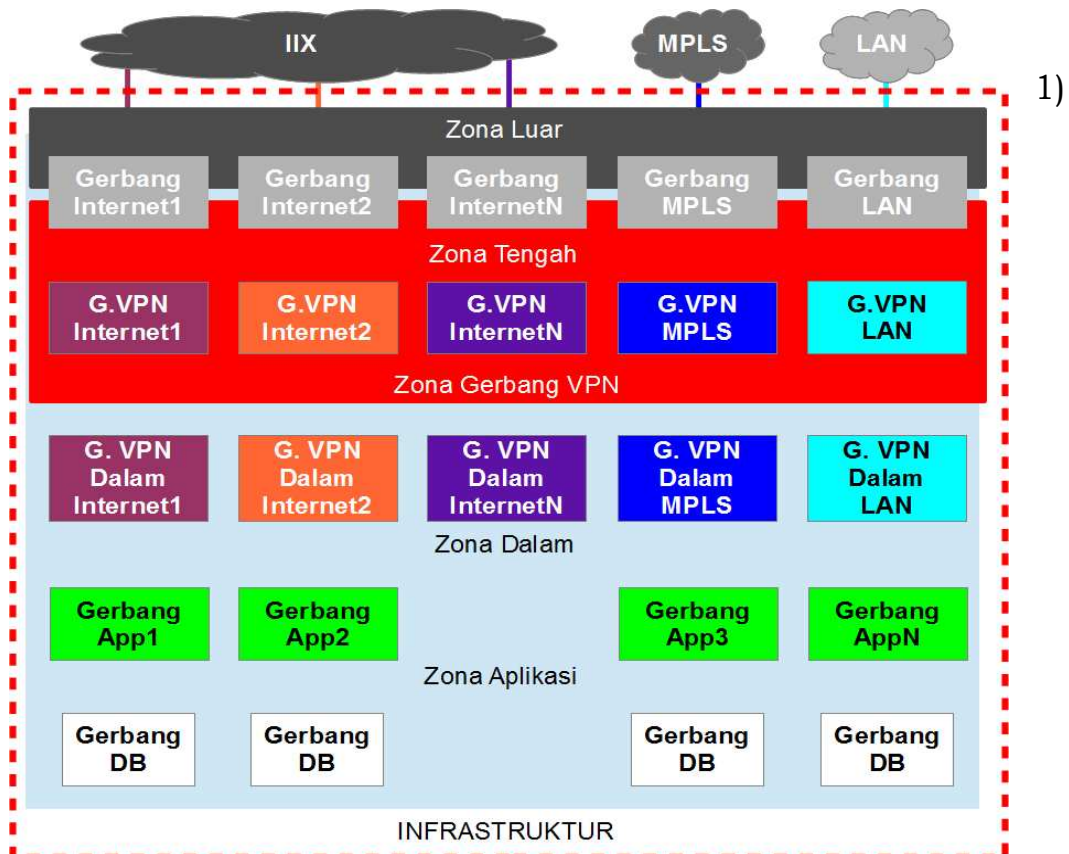 IIX
MPLS
LAN
1)
Zona Luar
Gerbang
Internet1
Gerbang
Internet2
Gerbang
InternetN
Gerbang
MPLS
Gerbang
LAN
Zona Tengah
G.VPN
Internet1
G.VPN
Internet2
G.VPN
InternetN
G.VPN
MPLS
G.VPN
LAN
Zona Gerbang VPN
G. VPN
Dalam
Internet1
G. VPN
Dalam
Internet2
G. VPN
Dalam
InternetN
G. VPN
Dalam
MPLS
G. VPN
Dalam
LAN
Zona Dalam
Gerbang
App1
Gerbang
App2
Gerbang
App3
Gerbang
AppN
Zona Aplikasi
Gerbang
DB
Gerbang
DB
Gerbang
DB
Gerbang
DB
INFRASTRUKTUR